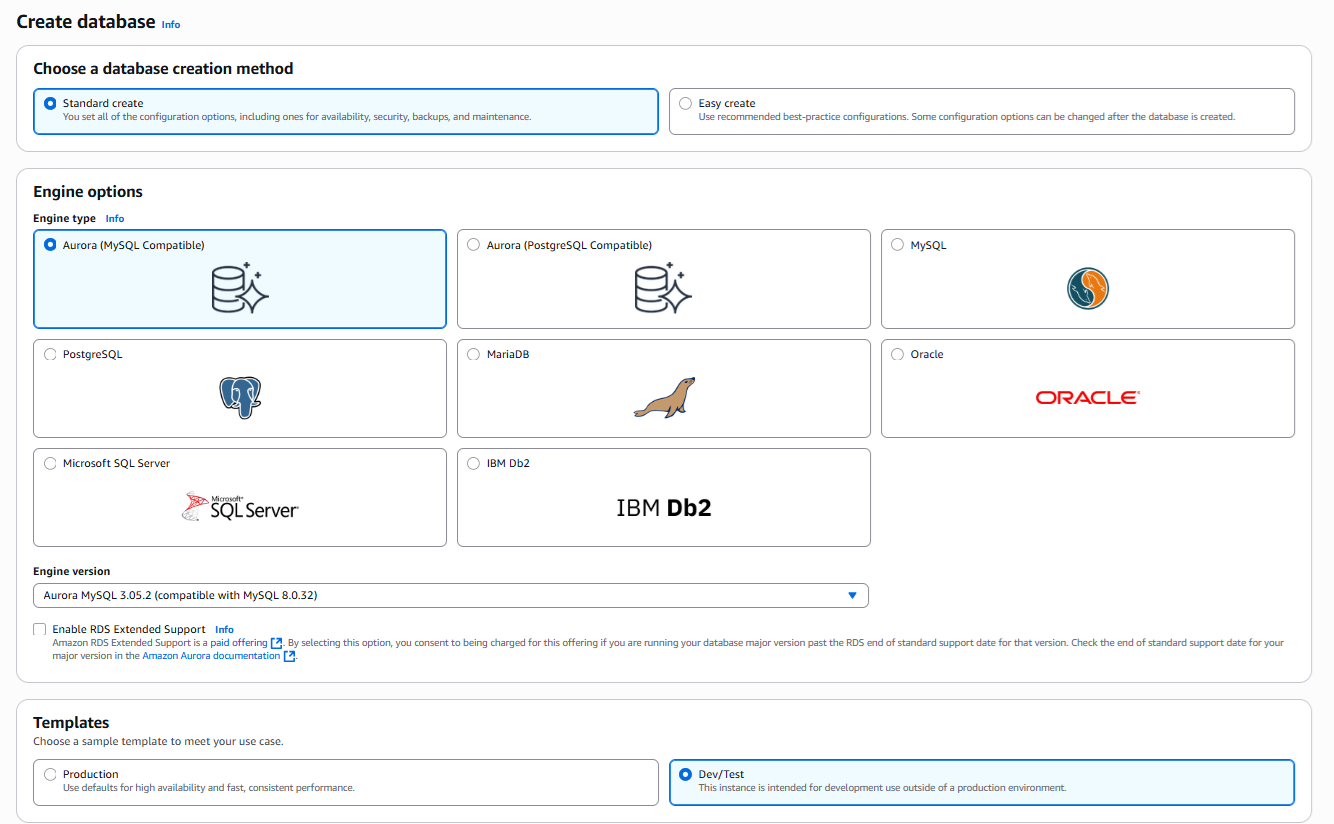 Create database Info
Choose a database creation method
Standard create
You set all of the configuration options, including ones for availability, security, backups, and maintenance.
Easy create
Use recommended best-practice configurations. Some configuration options can be changed after the database is created.
Engine options
Engine type Info
Aurora (MySQL Compatible)
Aurora (PostgreSQL Compatible)
MySQL
PostgreSQL
MariaDB
Oracle
ORACLE
Microsoft SQL Server
Microsoft®
SQL Server
IBM Db2
IBM Db2
Engine version
Aurora MySQL 3.05.2 (compatible with MySQL 8.0.32)
Enable RDS Extended Support Info
Amazon RDS Extended Support is a paid offering. By selecting this option, you consent to being charged for this offering if you are running your database major version past the RDS end of standard support date for that version. Check the end of standard support date for your
major version in the Amazon Aurora documentation.
Templates
Choose a sample template to meet your use case.
Production
Use defaults for high availability and fast, consistent performance.
Dev/Test
This instance is intended for development use outside of a production environment.